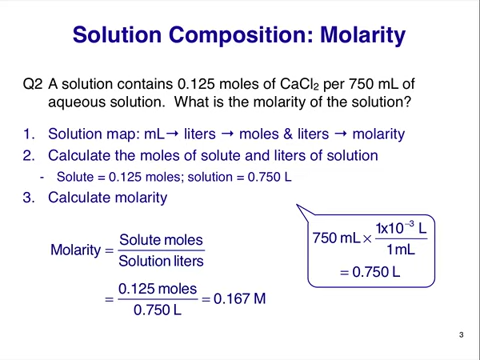 Solution Composition: Molarity
Q2 A solution contains 0.125 moles of CaCl₂ per 750 mL of
aqueous solution. What is the molarity of the solution?
1. Solution map: mL→ liters → moles & liters → molarity
2. Calculate the moles of solute and liters of solution
- Solute = 0.125 moles; solution = 0.750 L
3. Calculate molarity
Molarity = Solute moles / Solution liters
= 0.125 moles / 0.750 L = 0.167 M
750 mL × 1x10⁻³ L / 1mL
= 0.750 L
3